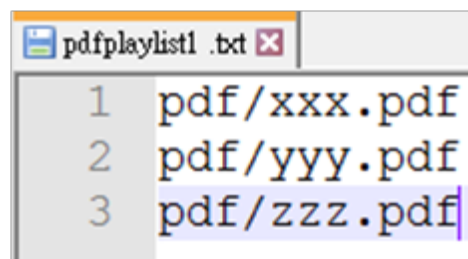 pdfplaylist1 .txt
1 pdf/xxx.pdf
2 pdf/yyy.pdf
3 pdf/zzz.pdf